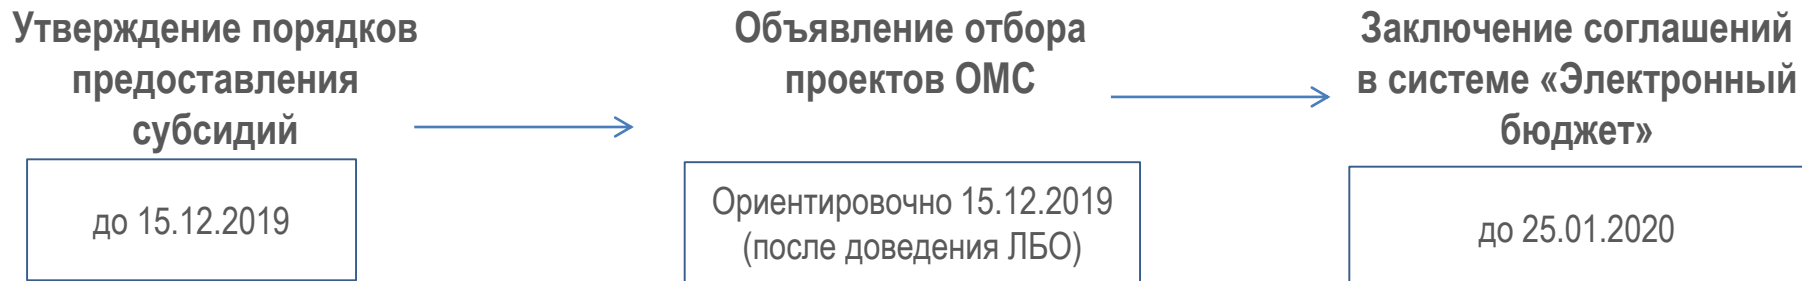 Утверждение порядков
предоставления
субсидий
до 15.12.2019
Объявление отбора
проектов ОМС
Ориентировочно 15.12.2019
(после доведения ЛБО)
Заключение соглашений
в системе «Электронный
бюджет»
до 25.01.2020